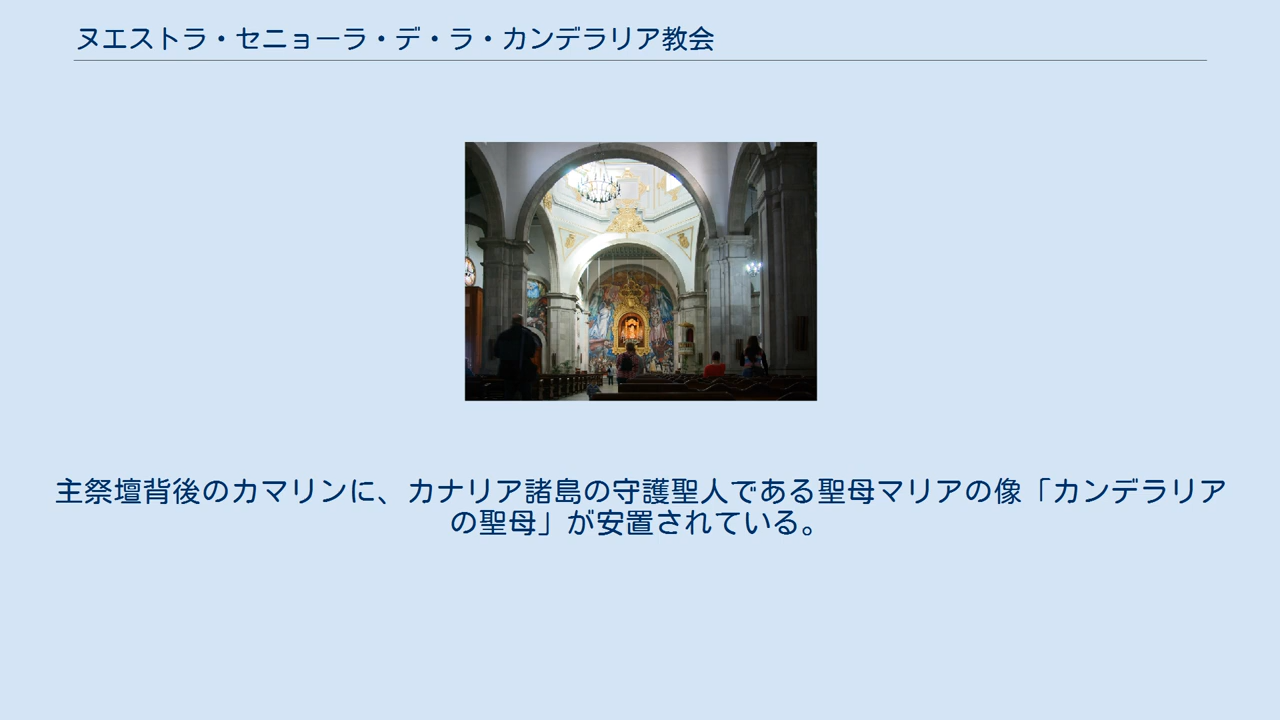 ヌエストラ・セニョーラ・デ・ラ・カンデラリア教会
主祭壇背後のカマリンに、カナリア諸島の守護聖人である聖母マリアの像「カンデラリア
の聖母」が安置されている。